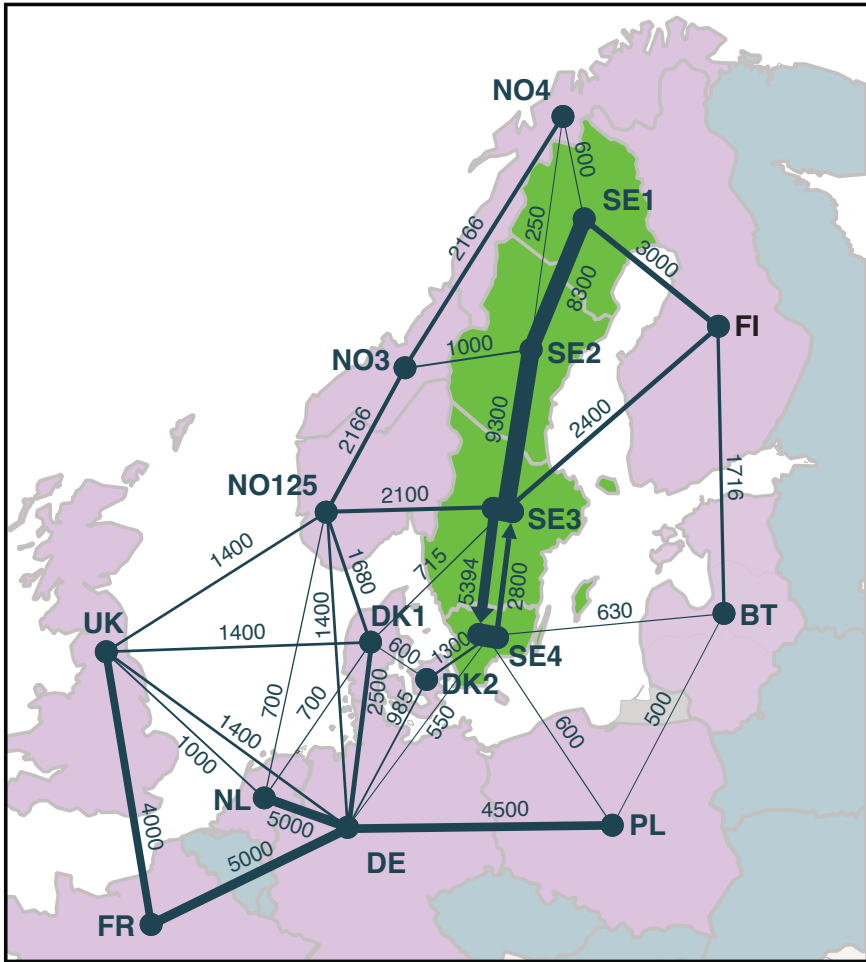 NO4
600
SE1
250
2166
3000
8300
FI
NO3
1000
SE2
2166
9300
2400
1716
NO125
2100
SE3
1400
1680
715
5394
2800
630
BT
UK
1400
1400
DK1
600
1300
SE4
DK2
2500
985
550
600
500
700
700
1400
1000
NL
5000
4500
PL
4000
5000
DE
FR